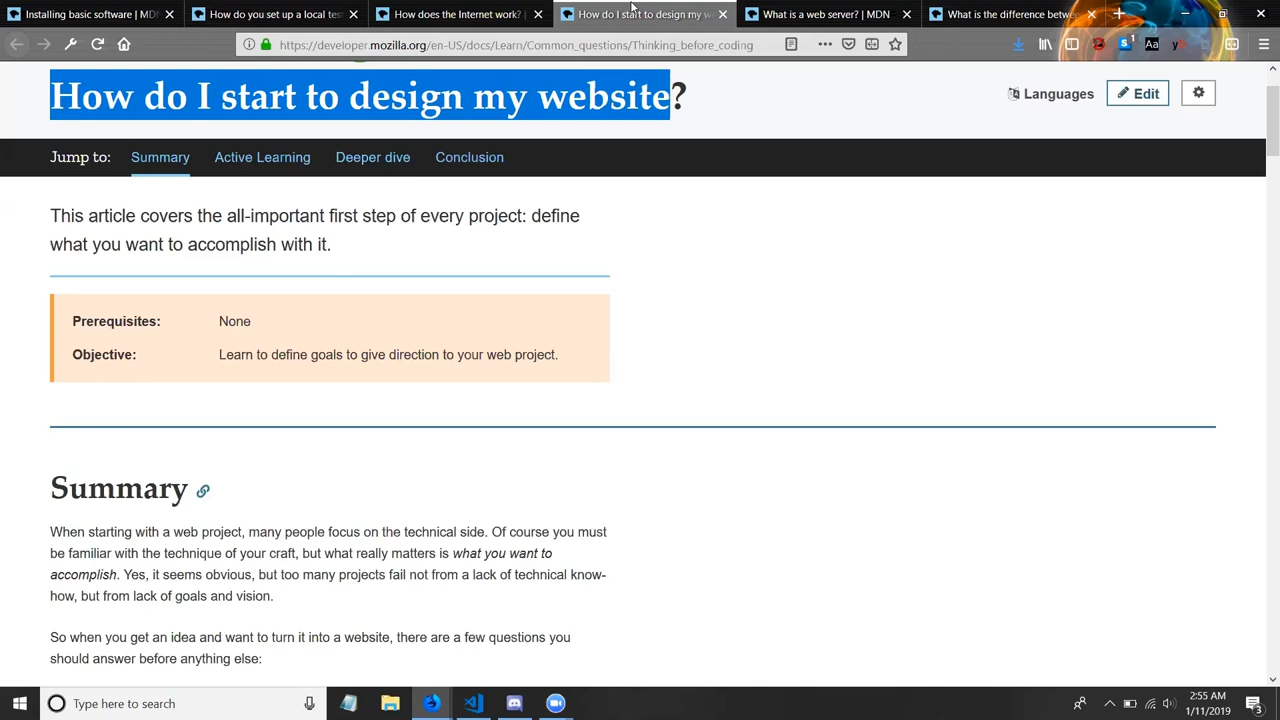 Installing basic software | MDN
How do you set up a local test
How does the Internet work? |
How do I start to design my we
What is a web server? | MDN
What is the difference betwee
https://developer.mozilla.org/en-US/docs/Learn/Common_questions/Thinking_before_coding
How do I start to design my website?
Languages
Edit
Jump to:
Summary
Active Learning
Deeper dive
Conclusion
This article covers the all-important first step of every project: define
what you want to accomplish with it.
Prerequisites: None
Objective: Learn to define goals to give direction to your web project.
Summary
When starting with a web project, many people focus on the technical side. Of course you must
be familiar with the technique of your craft, but what really matters is what you want to
accomplish. Yes, it seems obvious, but too many projects fail not from a lack of technical know-
how, but from lack of goals and vision.
So when you get an idea and want to turn it into a website, there are a few questions you
should answer before anything else:
Type here to search
2:55 AM
1/11/2019